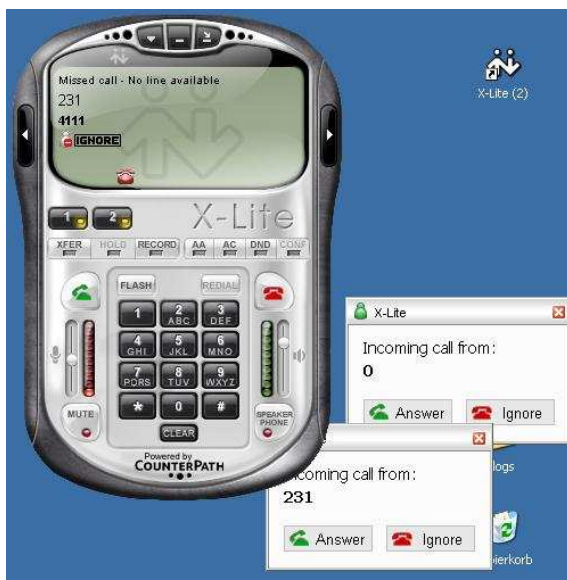 Missed call - No line available
231
4111
IGNORE
X-Lite (2)
1 2
X-Lite
XFER HOLD RECORD AA AC DND CONF
FLASH REDIAL
1 2 ABC 3 DEF
4 GHI 5 JKL 6 MNO
7 PQRS 8 TUV 9 WXYZ
* 0 #
MUTE
SPEAKER PHONE
CLEAR
Powered by
COUNTERPATH
X-Lite
Incoming call from:
0
Answer Ignore
logs
coming call from:
231
Answer Ignore
pierkorb